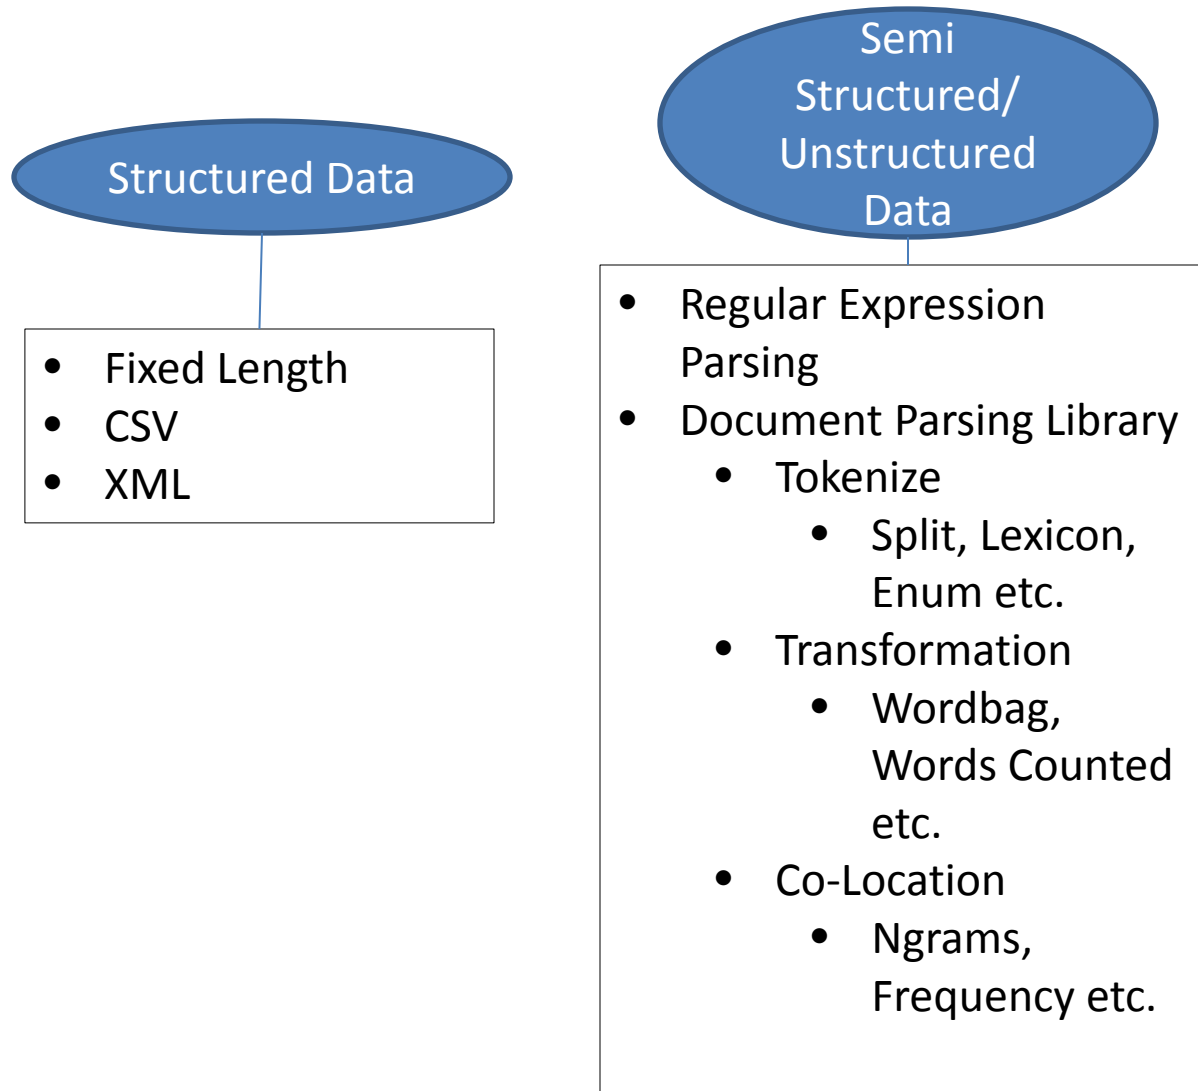 Structured Data
• Fixed Length
• CSV
• XML
Semi
Structured/
Unstructured
Data
• Regular Expression
Parsing
• Document Parsing Library
• Tokenize
• Split, Lexicon,
Enum etc.
• Transformation
• Wordbag,
Words Counted
etc.
• Co-Location
• Ngrams,
Frequency etc.